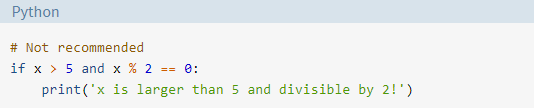 Python
# Not recommended
if x > 5 and x % 2 == 0:
    print('x is larger than 5 and divisible by 2!')